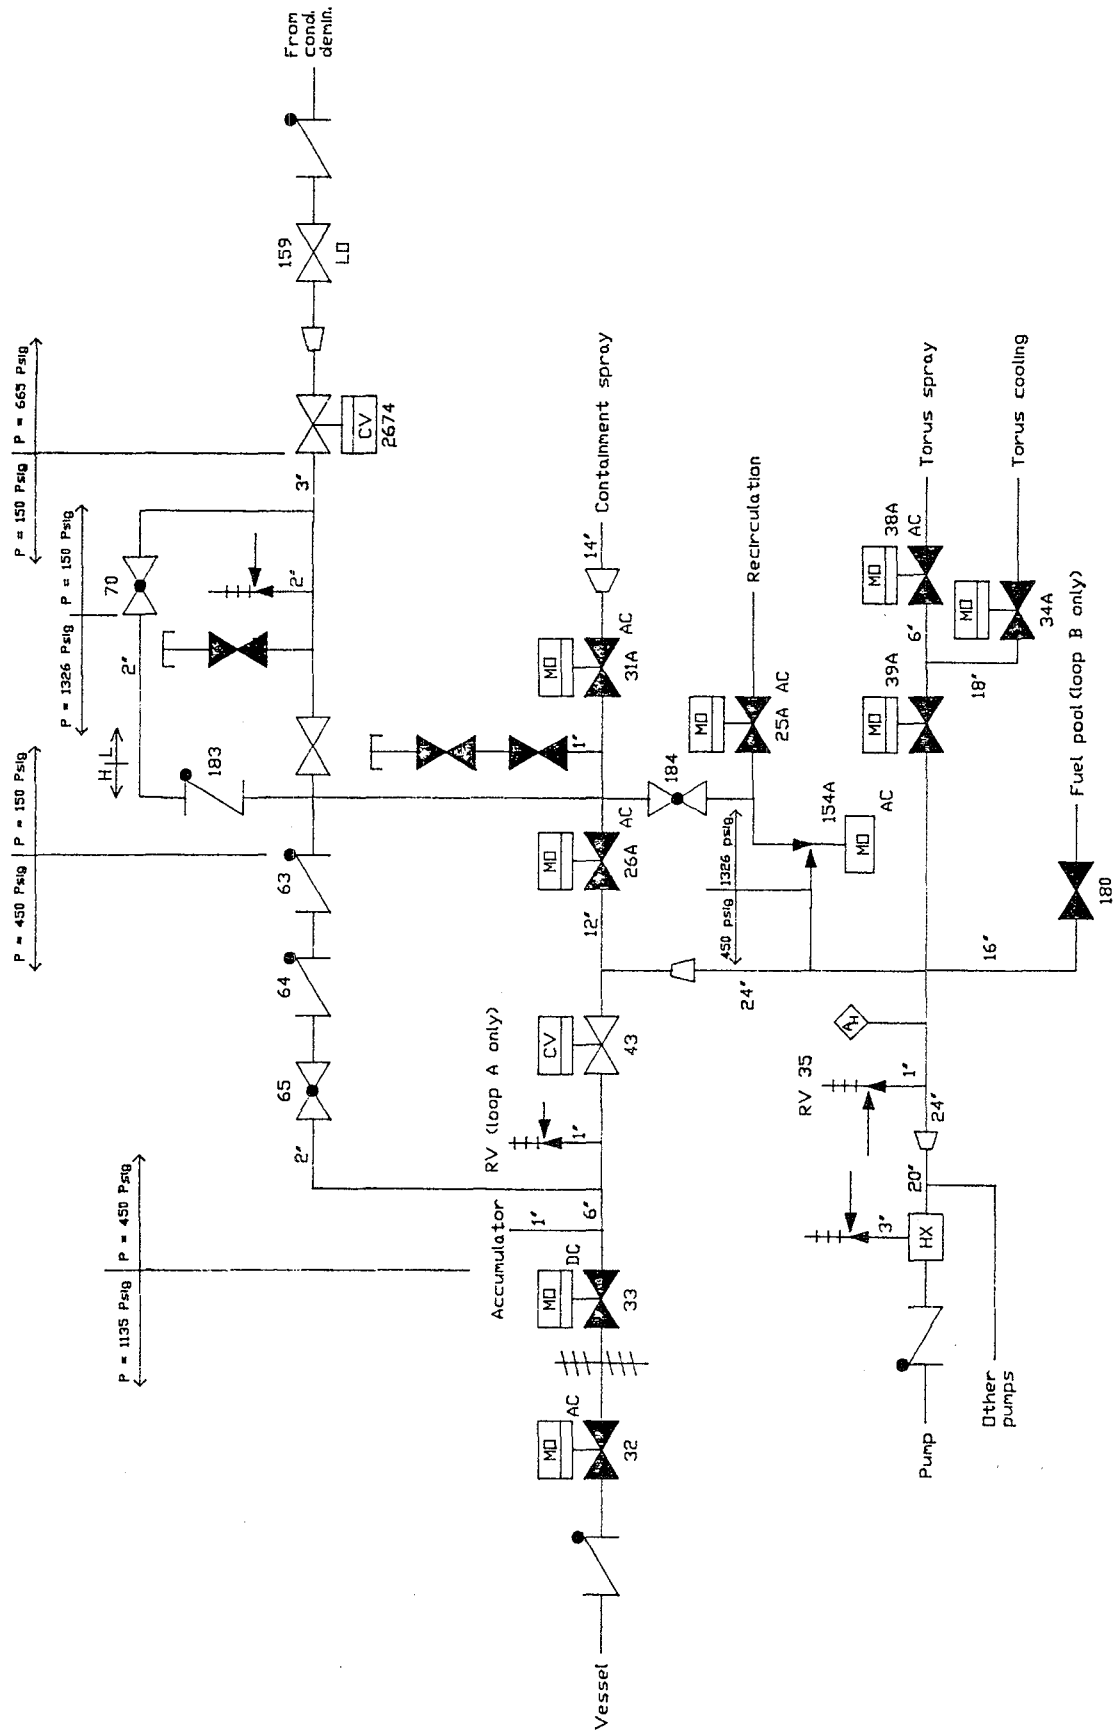 From
cond.
demin.
159
LO
P = 150 Psig
P = 665 Psig
CV
2674
3"
P = 1326 Psig
P = 150 Psig
70
2"
2"
H
L
183
P = 450 Psig
P = 150 Psig
63
64
65
2"
P = 1135 Psig
P = 450 Psig
Containment spray
14"
MO
AC
31A
1"
MO
AC
26A
12"
CV
43
RV (loop A only)
1"
6"
Accumulator
1"
MO
DC
33
MO
AC
32
Vessel
Recirculation
MO
AC
25A
184
154A
MO
AC
450 psig
1326 psig
24"
Torus spray
MO
38A
AC
6"
Torus cooling
MO
34A
18"
MO
39A
Fuel pool (loop B only)
180
16"
AH
RV 35
1"
24"
20"
3"
HX
Pump
Other
pumps